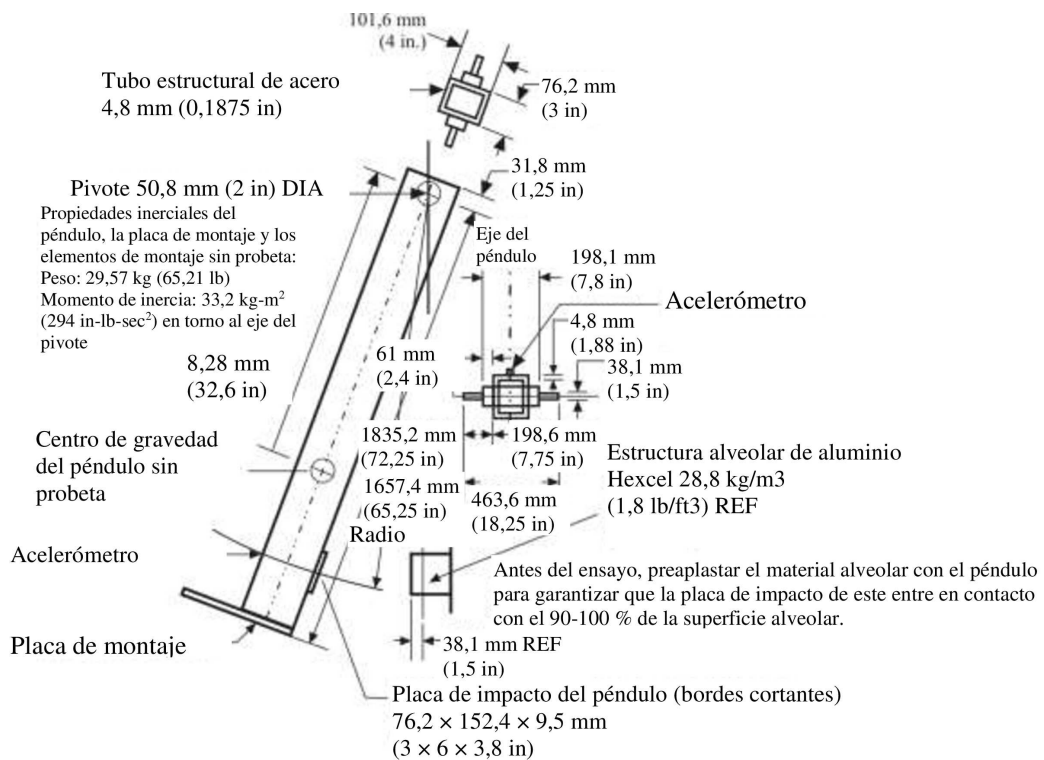 101,6 mm
(4 in.)
Tubo estructural de acero
4,8 mm (0,1875 in)
76,2 mm
(3 in)
31,8 mm
(1,25 in)
Pivote 50,8 mm (2 in) DIA
Propiedades inerciales del
péndulo, la placa de montaje y los
elementos de montaje sin probeta:
Peso: 29,57 kg (65,21 lb)
Momento de inercia: 33,2 kg-m²
(294 in-lb-sec²) en torno al eje del
pivote
Eje del
péndulo
198,1 mm
(7,8 in)
Acelerómetro
4,8 mm
(1,88 in)
38,1 mm
(1,5 in)
8,28 mm
(32,6 in)
61 mm
(2,4 in)
Centro de gravedad
del péndulo sin
probeta
1835,2 mm
(72,25 in)
198,6 mm
(7,75 in)
1657,4 mm
(65,25 in)
463,6 mm
(18,25 in)
Estructura alveolar de aluminio
Hexcel 28,8 kg/m3
(1,8 lb/ft3) REF
Radio
Acelerómetro
Antes del ensayo, preaplastar el material alveolar con el péndulo
para garantizar que la placa de impacto de este entre en contacto
con el 90-100 % de la superficie alveolar.
Placa de montaje
38,1 mm REF
(1,5 in)
Placa de impacto del péndulo (bordes cortantes)
76,2 × 152,4 × 9,5 mm
(3 × 6 × 3,8 in)